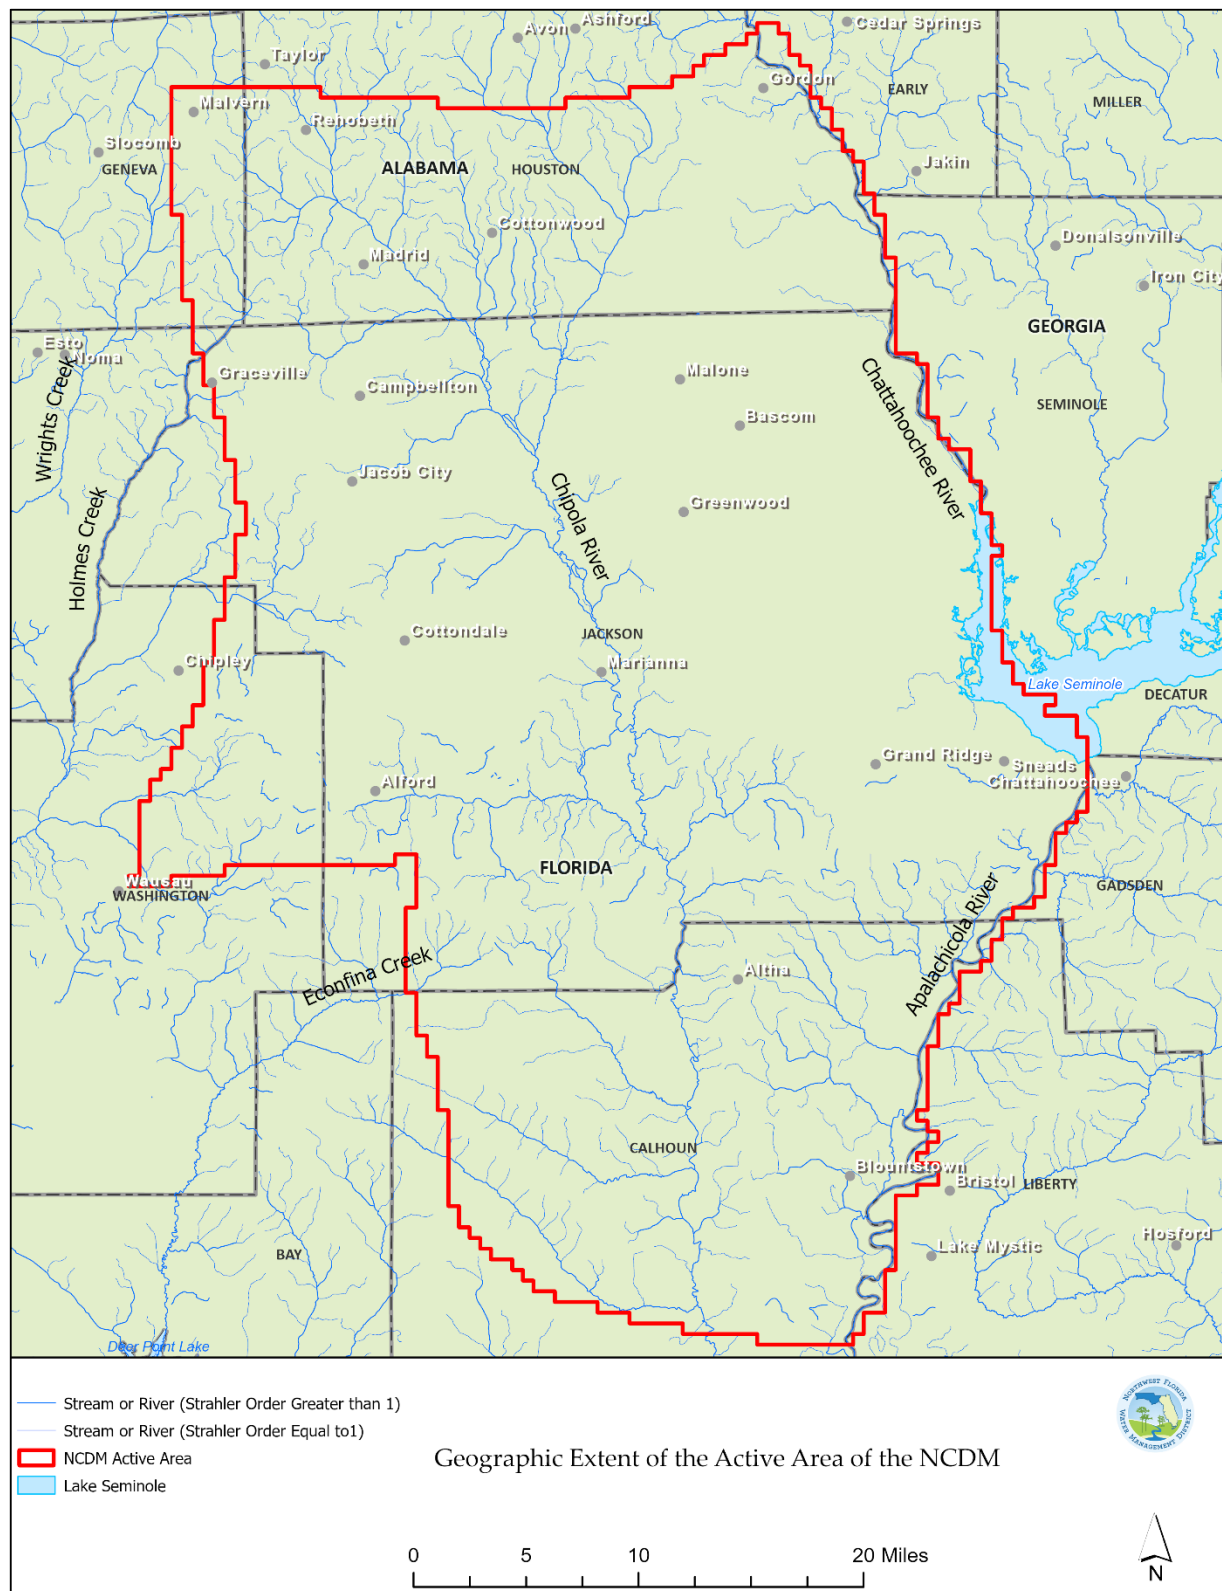 Ashford
Cedar Springs
Avon
Taylor
Gordon
EARLY
MILLER
Malvern
Rehobeth
Slocomb
GENEVA
ALABAMA
HOUSTON
Jakin
Cottonwood
Donalsonville
Madrid
Iron City
GEORGIA
Esto
Noma
Graceville
Malone
Campbellton
Chattahoochee River
SEMINOLE
Bascom
Wrights Creek
Jacob City
Chipola River
Greenwood
Holmes Creek
Cottondale
JACKSON
Marianna
Chipley
Lake Seminole
DECATUR
Grand Ridge
Sneads
Chattahoochee
Alford
FLORIDA
Wausau
WASHINGTON
GADSDEN
Apalachicola River
Econfina Creek
Altha
CALHOUN
Blountstown
Bristol
LIBERTY
BAY
Lake Mystic
Hosford
Deer Point Lake
Stream or River (Strahler Order Greater than 1)
Stream or River (Strahler Order Equal to1)
NCDM Active Area
Lake Seminole
Geographic Extent of the Active Area of the NCDM
NORTHWEST FLORIDA
WATER MANAGEMENT DISTRICT
0 5 10 20 Miles
N